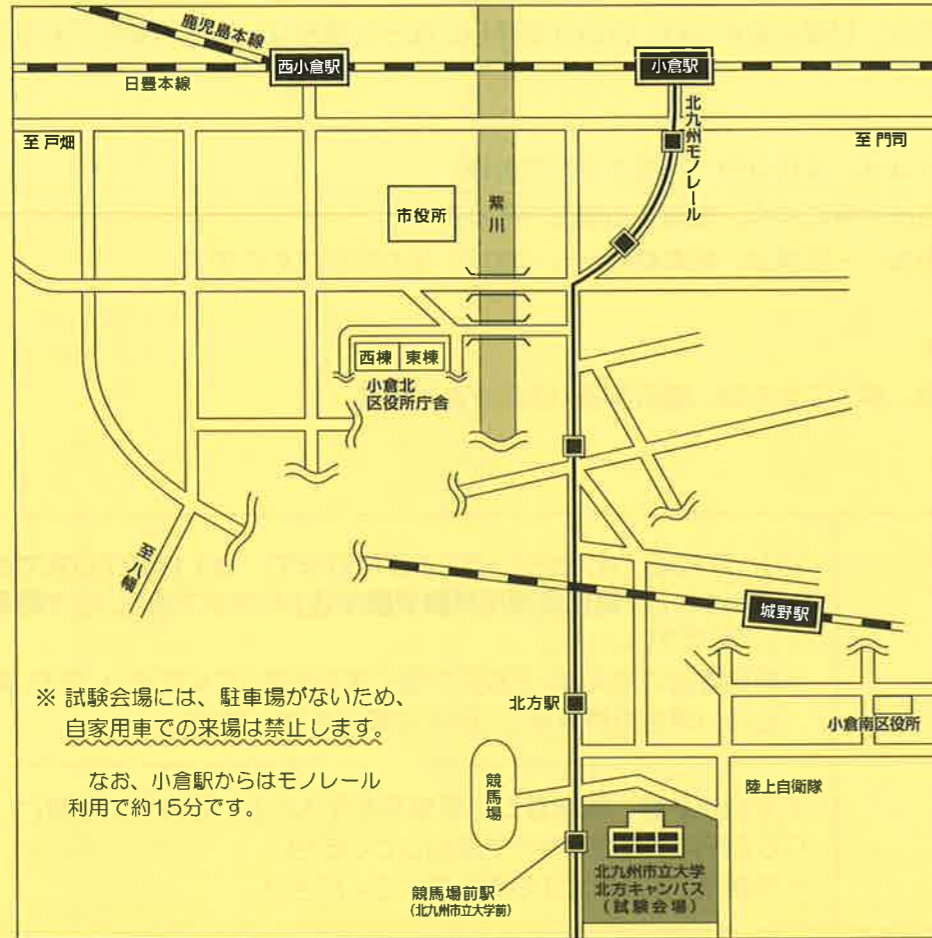 鹿児島本線
西小倉駅
小倉駅
日豊本線
至 戸畑
北九州モノレール
至 門司
市役所
紫川
西棟
東棟
小倉北
区役所庁舎
至八幡
城野駅
※ 試験会場には、駐車場がないため、
自家用車での来場は禁止します。
なお、小倉駅からはモノレール
利用で約15分です。
北方駅
小倉南区役所
競馬場
陸上自衛隊
北九州市立大学
北方キャンパス
(試験会場)
競馬場前駅
(北九州市立大学前)